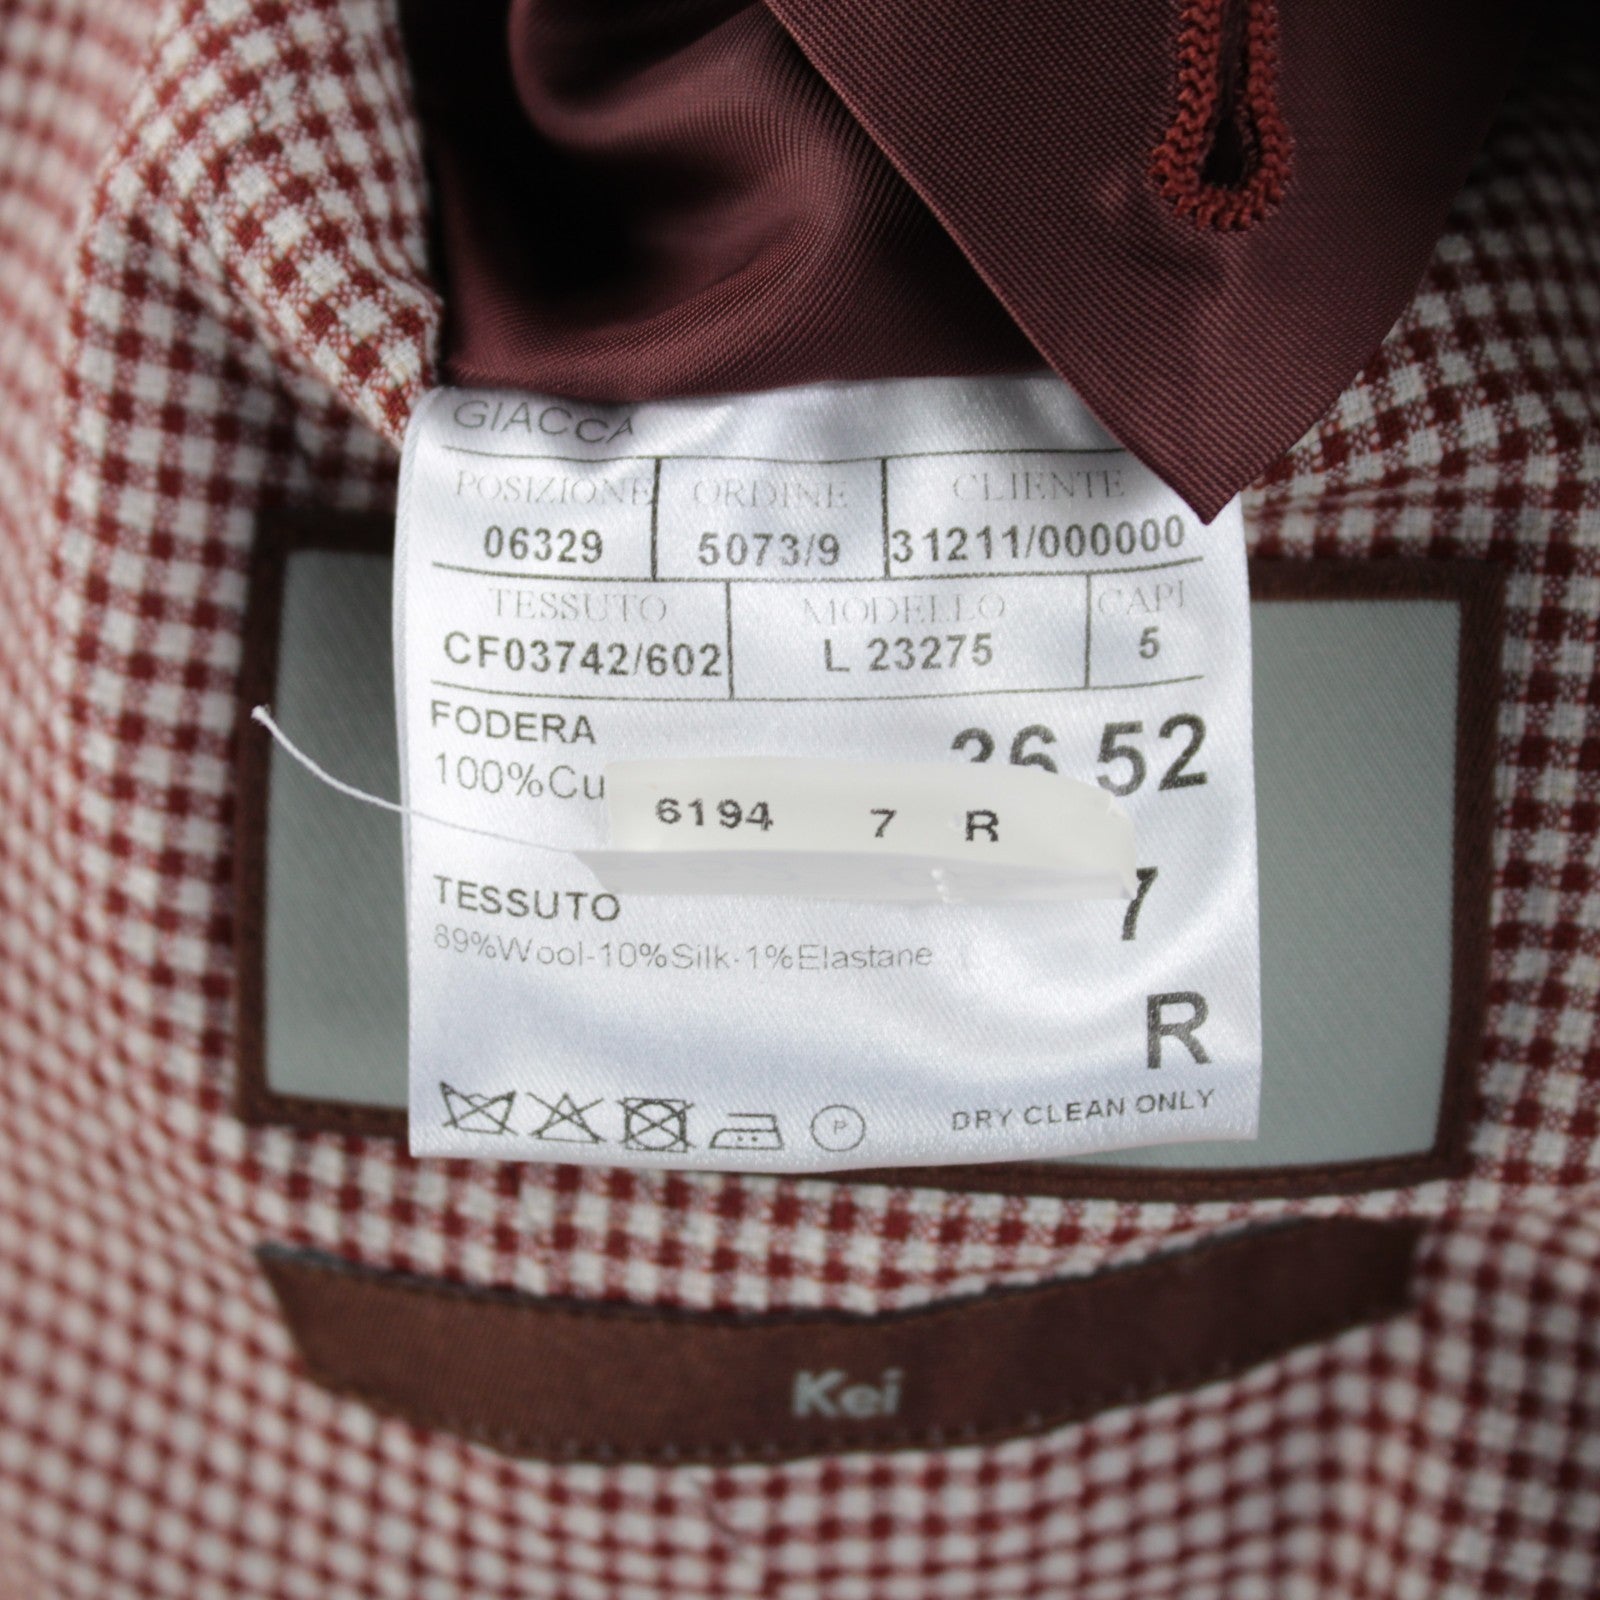 GIACCA
POSIZIONE ORDINE CLIENTE
06329 5073/9 31211/000000
TESSUTO MODELLO CAPI
CF03742/602 L 23275 5
FODERA
100%Cu 26 52
6194 7 R
7
TESSUTO
89%Wool-10%Silk-1%Elastane
R
P
DRY CLEAN ONLY
Kei